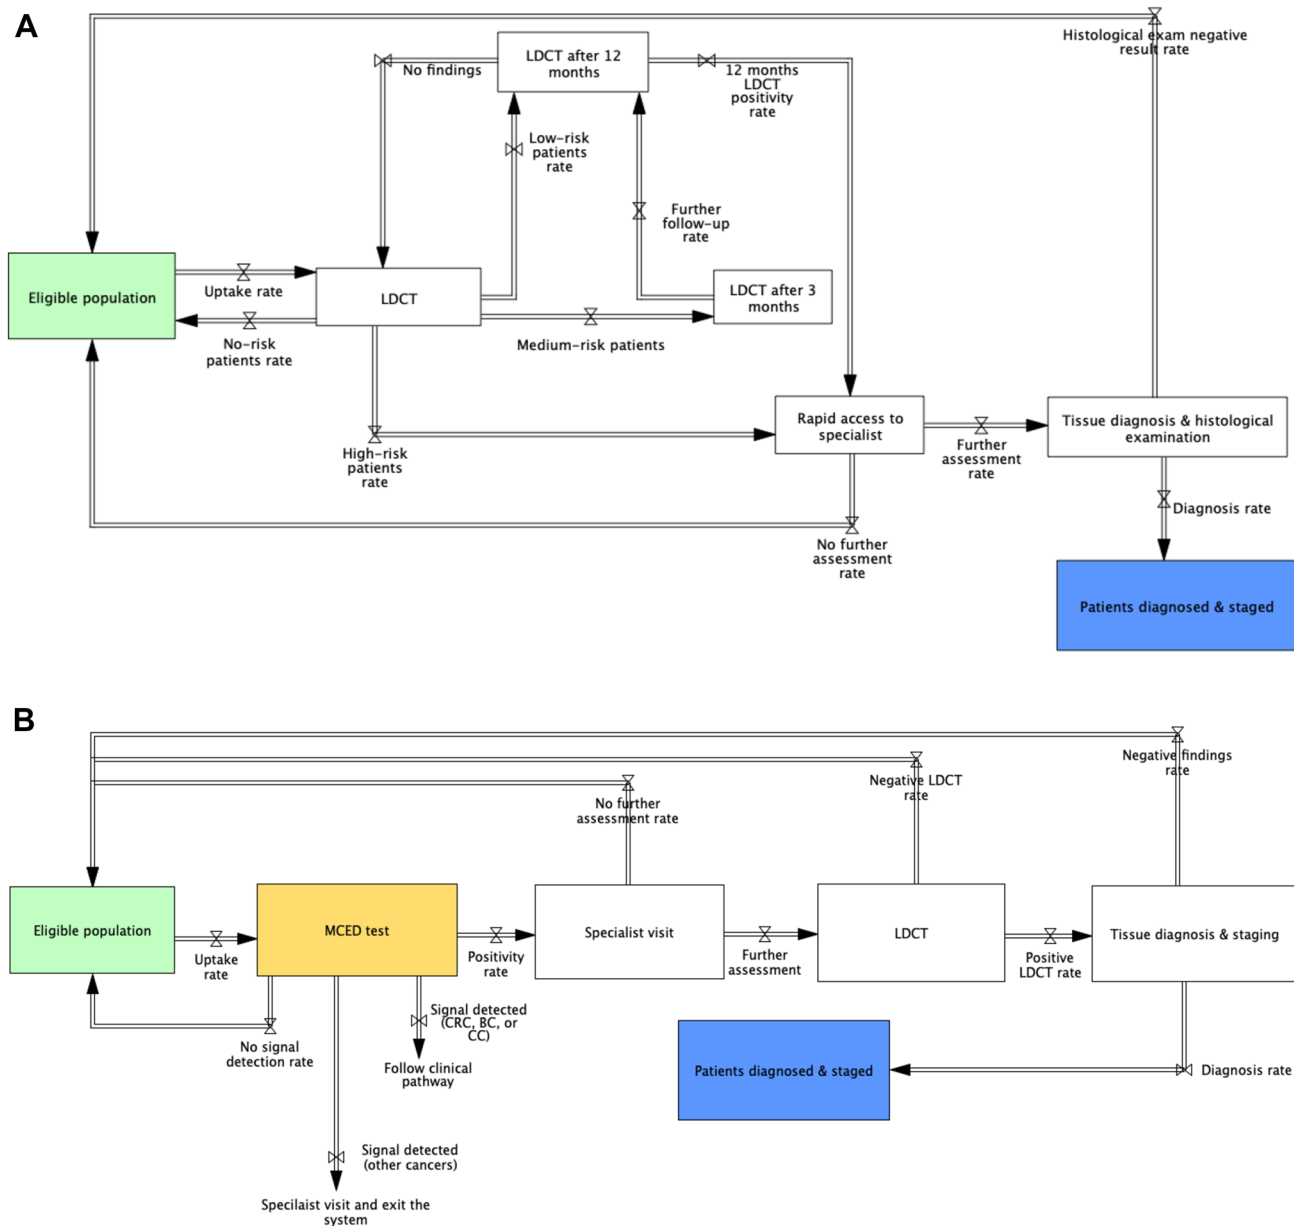 A
Histological exam negative
result rate
No findings
LDCT after 12
months
12 months
LDCT
positivity
rate
Low-risk
patients
rate
Further
follow-up
rate
Eligible population
Uptake rate
LDCT
LDCT after 3
months
No-risk
patients rate
Medium-risk patients
Rapid access to
specialist
Tissue diagnosis & histological
examination
High-risk
patients
rate
Further
assessment
rate
Diagnosis rate
No further
assessment
rate
Patients diagnosed & staged
B
Negative findings
rate
Negative LDCT
rate
No further
assessment rate
Eligible population
MCED test
Specialist visit
LDCT
Tissue diagnosis & staging
Uptake
rate
Positivity
rate
Further
assessment
Positive
LDCT rate
Signal detected
(CRC, BC, or
CC)
No signal
detection rate
Follow clinical
pathway
Patients diagnosed & staged
Diagnosis rate
Signal detected
(other cancers)
Specilaist visit and exit the
system